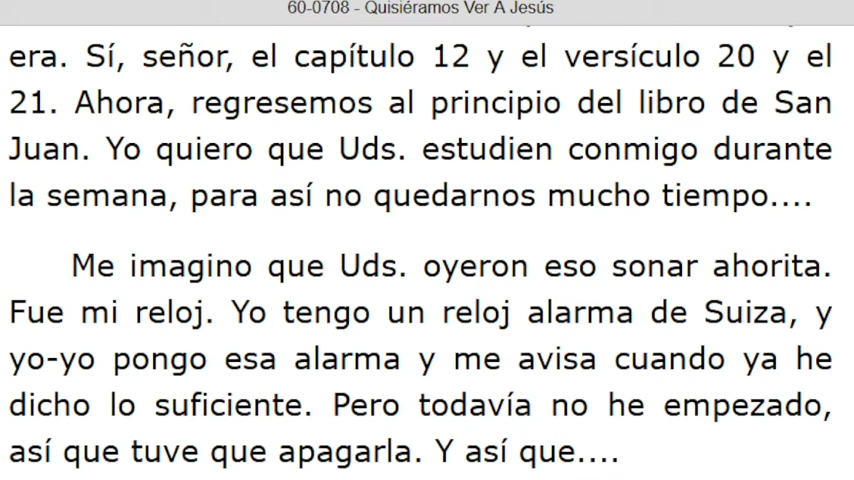 60-0708 - Quisiéramos Ver A Jesús
era. Sí, señor, el capítulo 12 y el versículo 20 y el
21. Ahora, regresemos al principio del libro de San
Juan. Yo quiero que Uds. estudien conmigo durante
la semana, para así no quedarnos mucho tiempo....
Me imagino que Uds. oyeron eso sonar ahorita.
Fue mi reloj. Yo tengo un reloj alarma de Suiza, y
yo-yo pongo esa alarma y me avisa cuando ya he
dicho lo suficiente. Pero todavía no he empezado,
así que tuve que apagarla. Y así que....